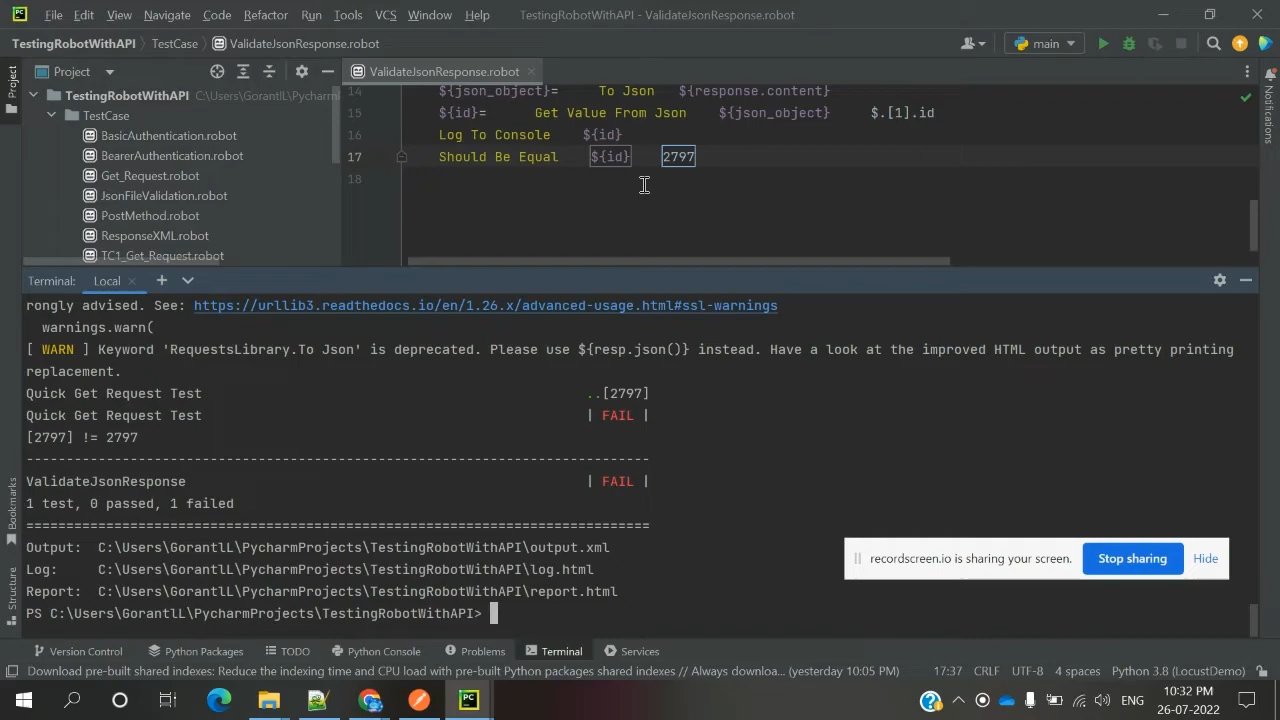 File Edit View Navigate Code Refactor Run Tools VCS Window Help TestingRobotWithAPI - ValidateJsonResponse.robot
TestingRobotWithAPI TestCase ValidateJsonResponse.robot main
Project
Project
ValidateJsonResponse.robot
Notifications
TestingRobotWithAPI C:\Users\GorantlL\Pycharm
TestCase
BasicAuthentication.robot
BearerAuthentication.robot
Get_Request.robot
JsonFileValidation.robot
PostMethod.robot
ResponseXML.robot
TC1_Get_Request.robot
14 ${json_object}= To Json ${response.content}
15 ${id}= Get Value From Json ${json_object} $.[1].id
16 Log To Console ${id}
17 Should Be Equal ${id} 2797
18
Terminal: Local
rongly advised. See: https://urllib3.readthedocs.io/en/1.26.x/advanced-usage.html#ssl-warnings
warnings.warn(
[ WARN ] Keyword 'RequestsLibrary.To Json' is deprecated. Please use ${resp.json()} instead. Have a look at the improved HTML output as pretty printing
replacement.
Quick Get Request Test ..[2797]
Quick Get Request Test | FAIL |
[2797] != 2797
------------------------------------------------------------------------------
ValidateJsonResponse | FAIL |
1 test, 0 passed, 1 failed
==============================================================================
Output: C:\Users\GorantlL\PycharmProjects\TestingRobotWithAPI\output.xml
Log: C:\Users\GorantlL\PycharmProjects\TestingRobotWithAPI\log.html
Report: C:\Users\GorantlL\PycharmProjects\TestingRobotWithAPI\report.html
PS C:\Users\GorantlL\PycharmProjects\TestingRobotWithAPI>
Bookmarks
Structure
recordscreen.io is sharing your screen. Stop sharing Hide
Version Control Python Packages TODO Python Console Problems Terminal Services
Download pre-built shared indexes: Reduce the indexing time and CPU load with pre-built Python packages shared indexes // Always downloa... (yesterday 10:05 PM) 17:37 CRLF UTF-8 4 spaces Python 3.8 (LocustDemo)
ENG
10:32 PM
26-07-2022